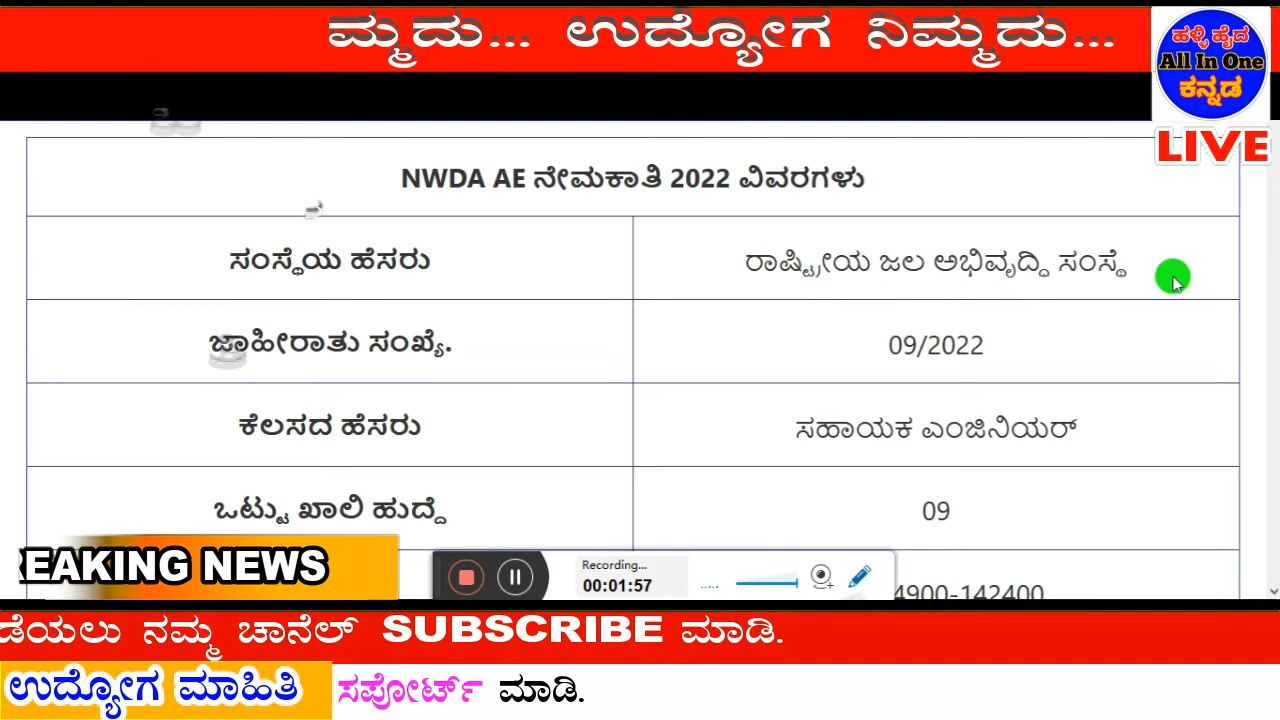 ಮ್ಮದು... ಉದ್ಯೋಗ ನಿಮ್ಮದು...
ಹಳ್ಳಿ ಹೈದ
All In One
ಕನ್ನಡ
LIVE
NWDA AE ನೇಮಕಾತಿ 2022 ವಿವರಗಳು
ಸಂಸ್ಥೆಯ ಹೆಸರು ರಾಷ್ಟ್ರೀಯ ಜಲ ಅಭಿವೃದ್ಧಿ ಸಂಸ್ಥೆ
ಜಾಹೀರಾತು ಸಂಖ್ಯೆ. 09/2022
ಕೆಲಸದ ಹೆಸರು ಸಹಾಯಕ ಎಂಜಿನಿಯರ್
ಒಟ್ಟು ಖಾಲಿ ಹುದ್ದೆ 09
4900-142400
REAKING NEWS
Recording...
00:01:57
ಡೆಯಲು ನಮ್ಮ ಚಾನೆಲ್ SUBSCRIBE ಮಾಡಿ.
ಉದ್ಯೋಗ ಮಾಹಿತಿ ಸಪೋರ್ಟ್ ಮಾಡಿ.